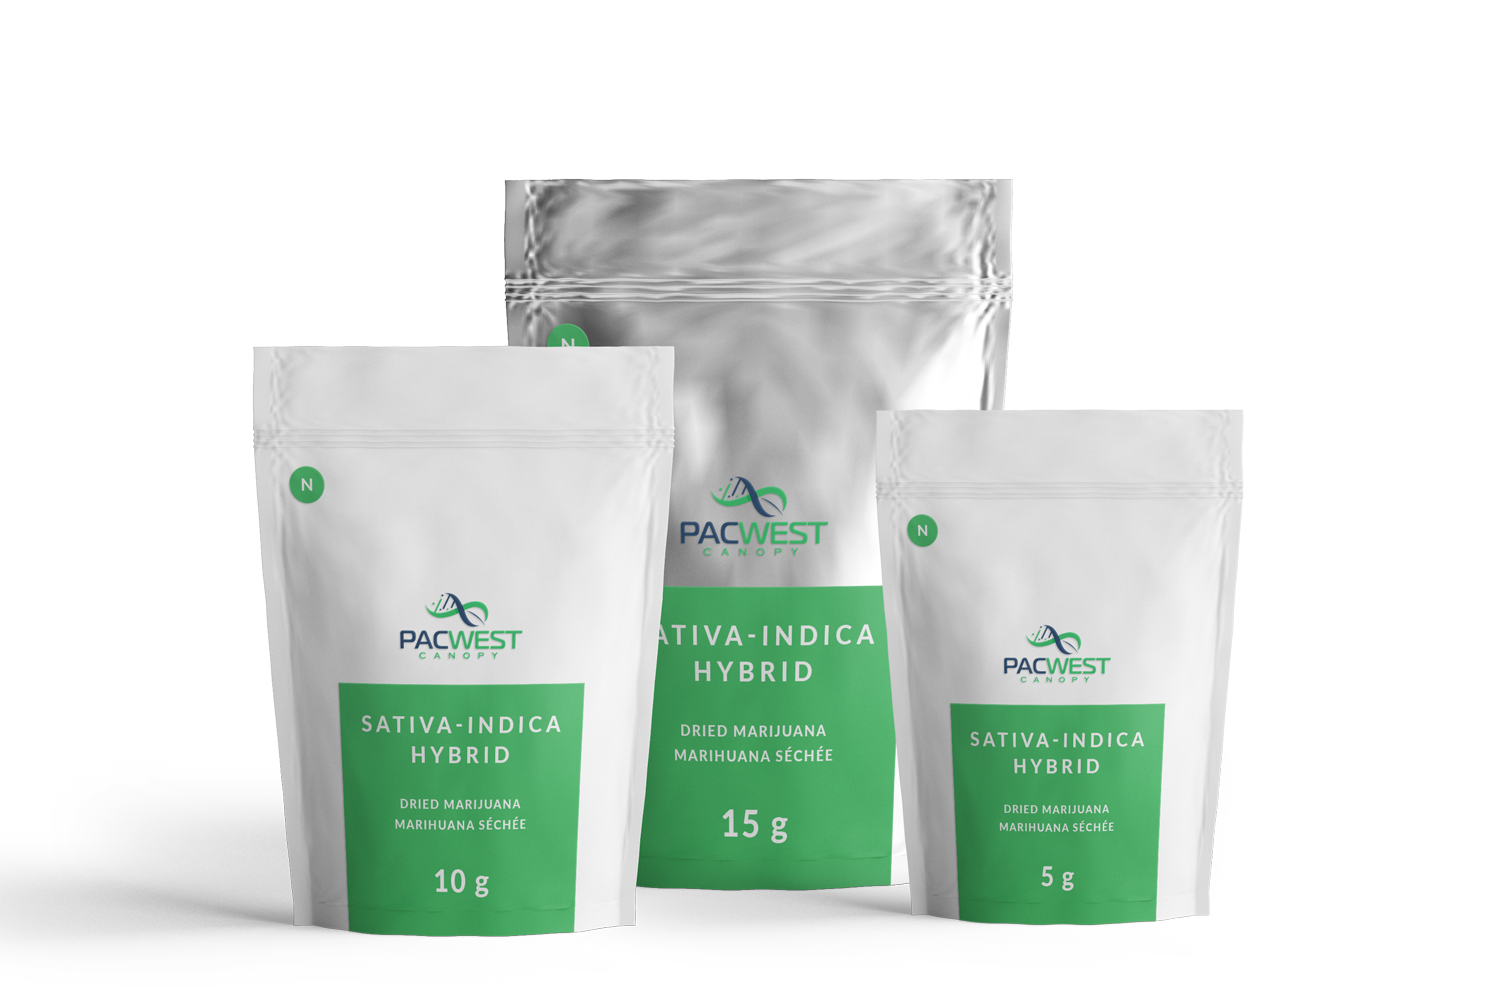 N
PACWEST
CANOPY
SATIVA-INDICA
HYBRID
DRIED MARIJUANA
MARIHUANA SÉCHÉE
10 g
N
PACWEST
CANOPY
ATIVA-INDICA
HYBRID
DRIED MARIJUANA
MARIHUANA SÉCHÉE
15 g
N
PACWEST
CANOPY
SATIVA-INDICA
HYBRID
DRIED MARIJUANA
MARIHUANA SÉCHÉE
5 g